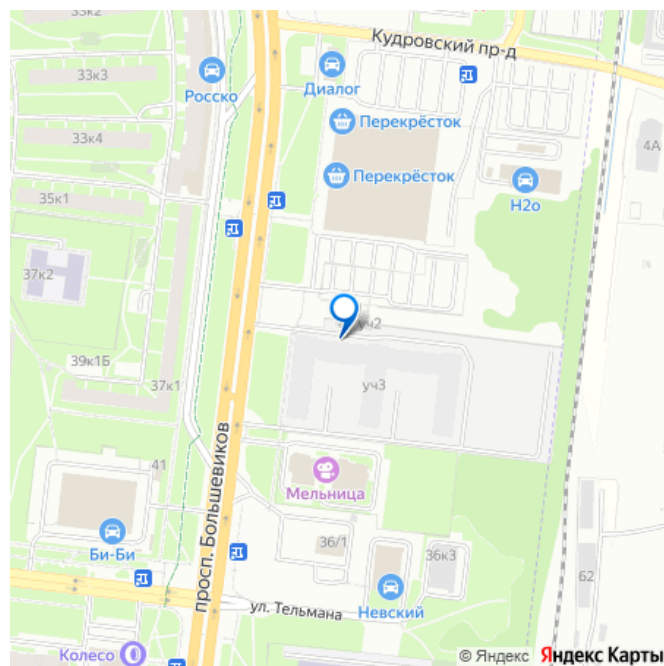 33к2
Кудровский пр-д
33к3
Росско
Диалог
Перекрёсток
33к4
4А
Перекрёсток
35к1
Н2о
37к2
уч2
39к1Б
37к1
уч3
просп. Большевиков
41
Мельница
Би-Би
36/1
36к3
62
ул. Тельмана
Невский
Колесо
© Яндекс Яндекс Карты